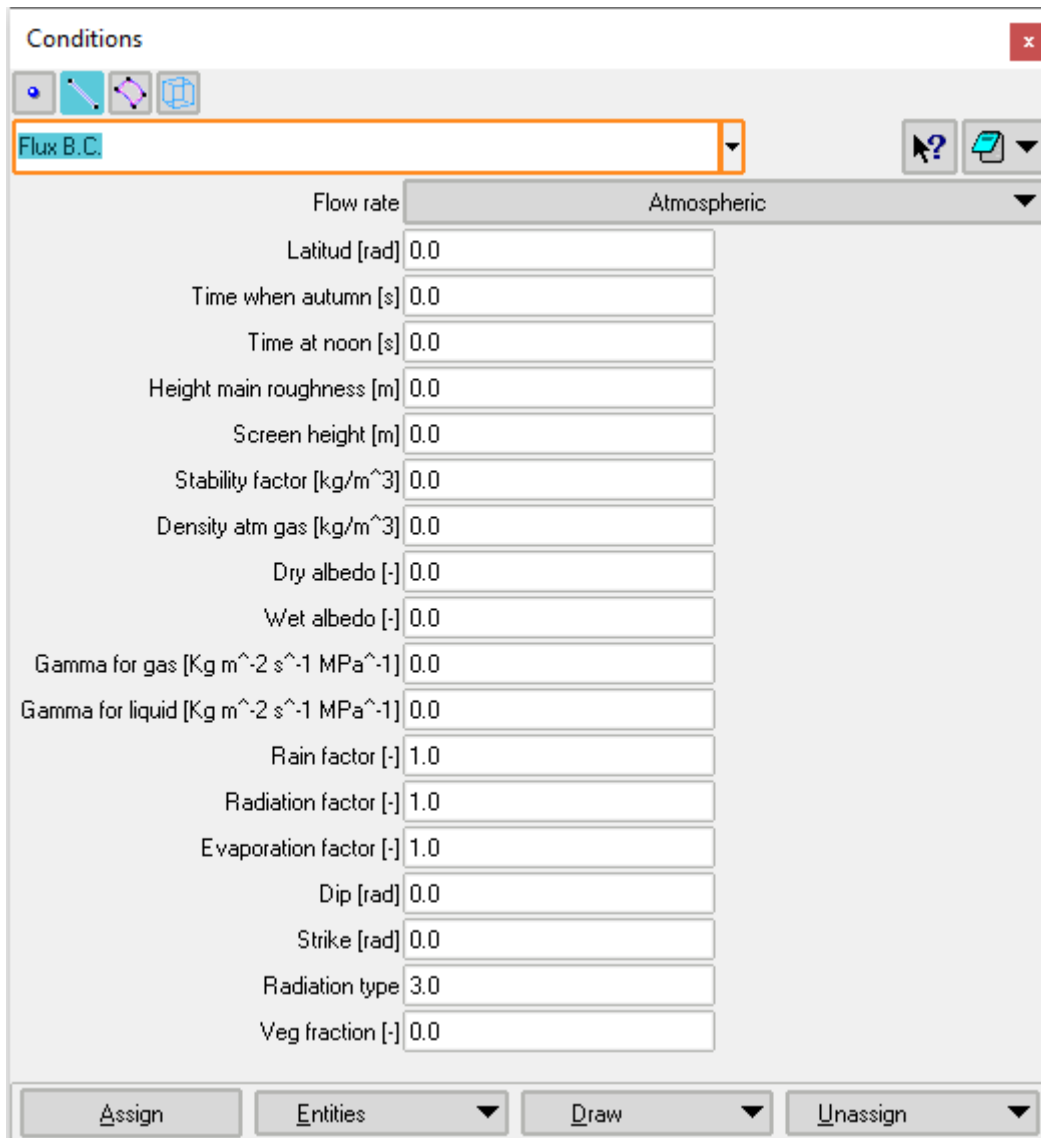 Conditions
x
Flux B.C.
?
Flow rate Atmospheric
Latitud [rad] 0.0
Time when autumn [s] 0.0
Time at noon [s] 0.0
Height main roughness [m] 0.0
Screen height [m] 0.0
Stability factor [kg/m^3] 0.0
Density atm gas [kg/m^3] 0.0
Dry albedo [-] 0.0
Wet albedo [-] 0.0
Gamma for gas [Kg m^-2 s^-1 MPa^-1] 0.0
Gamma for liquid [Kg m^-2 s^-1 MPa^-1] 0.0
Rain factor [-] 1.0
Radiation factor [-] 1.0
Evaporation factor [-] 1.0
Dip [rad] 0.0
Strike [rad] 0.0
Radiation type 3.0
Veg fraction [-] 0.0
Assign Entities Draw Unassign